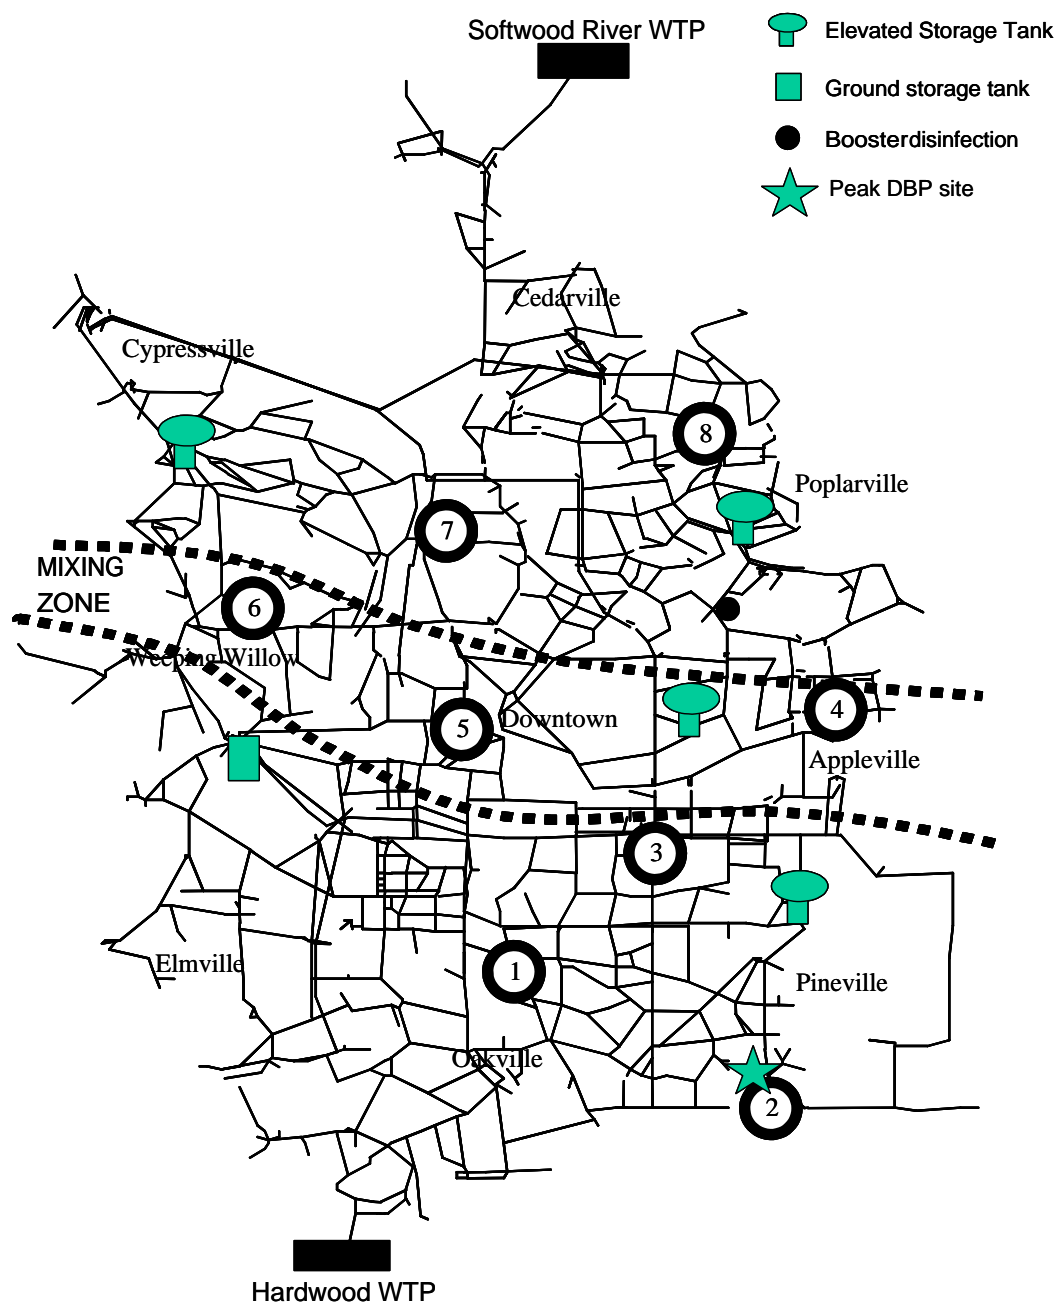 Softwood River WTP
Elevated Storage Tank
Ground storage tank
Boosterdisinfection
Peak DBP site
Cedarville
Cypressville
8
Poplarville
7
MIXING
ZONE
6
Weeping Willow
4
5
Downtown
Appleville
3
1
Elmville
Pineville
Oakville
2
Hardwood WTP